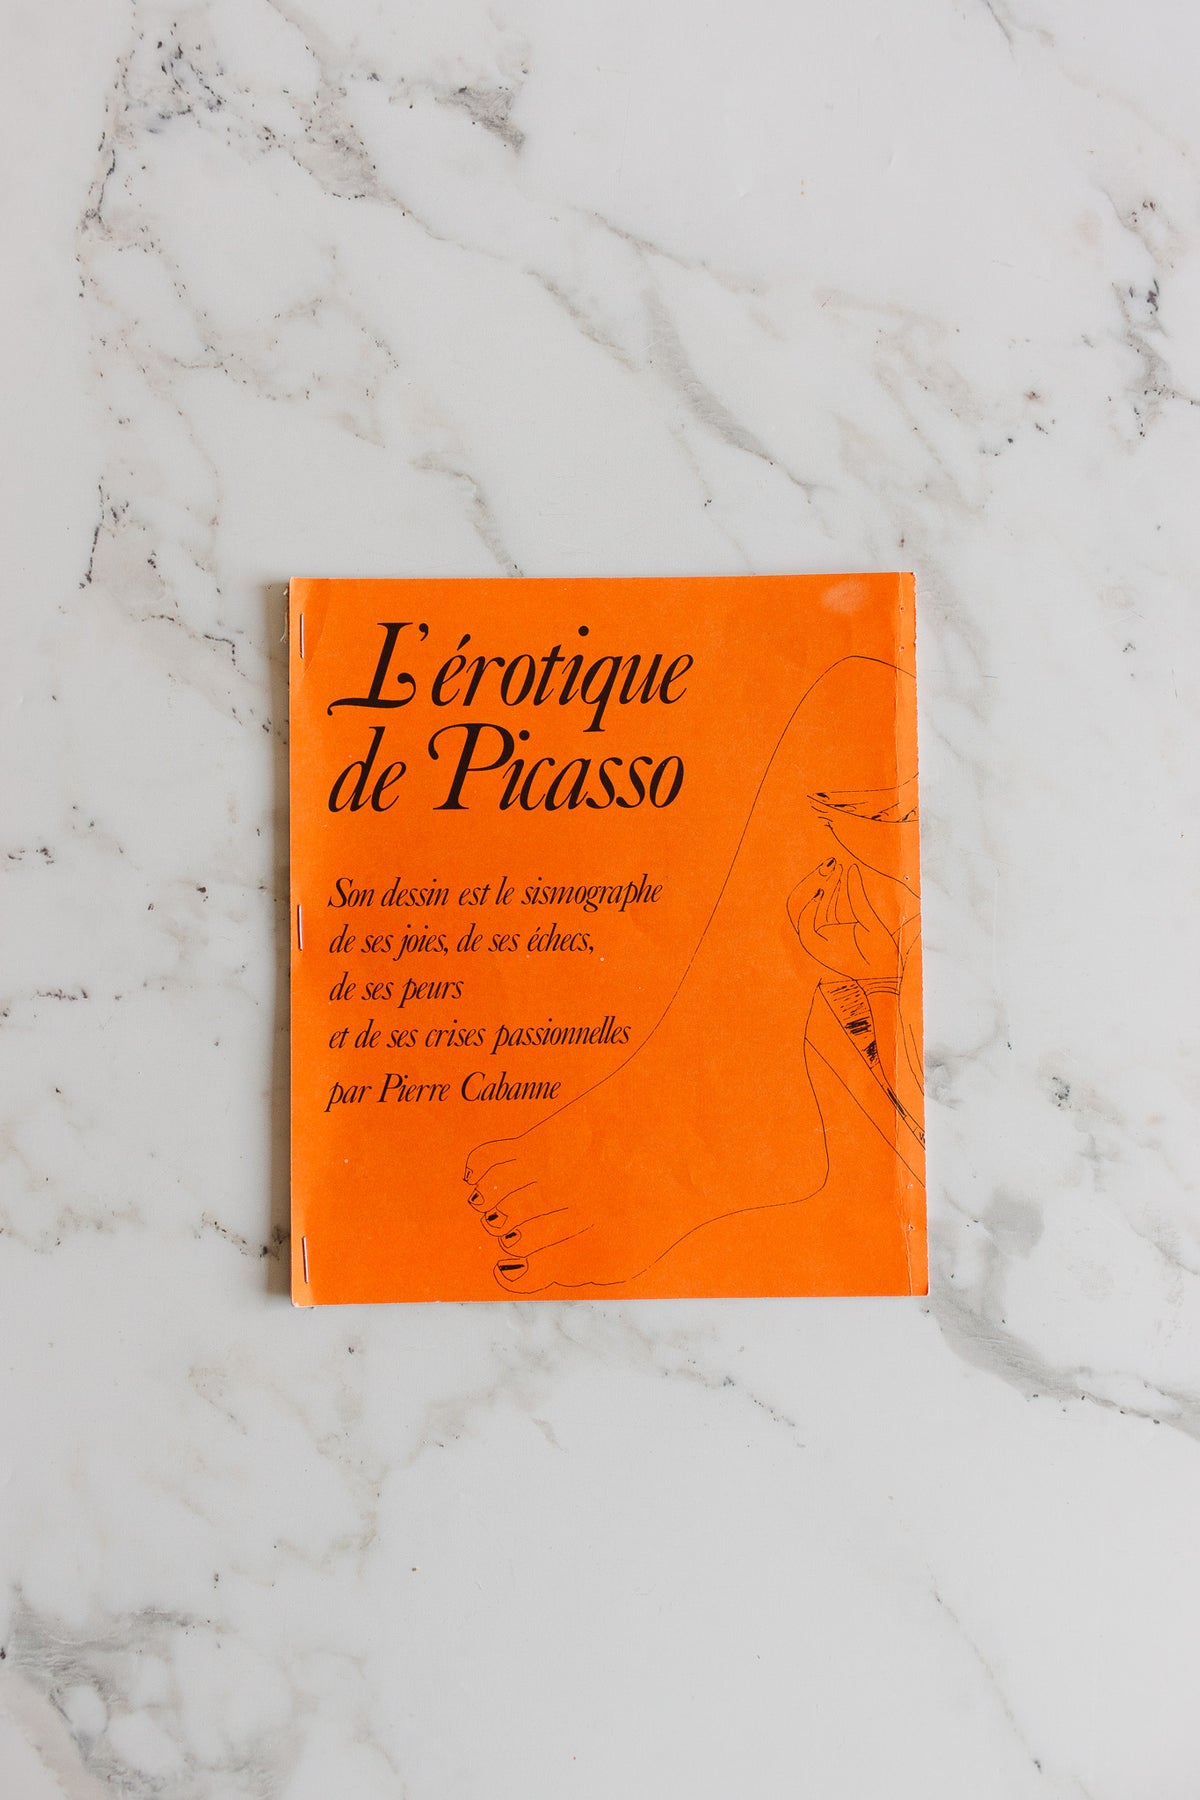 L'érotique
de Picasso
Son dessin est le sismographe
de ses joies, de ses échecs,
de ses peurs
et de ses crises passionnelles
par Pierre Cabanne